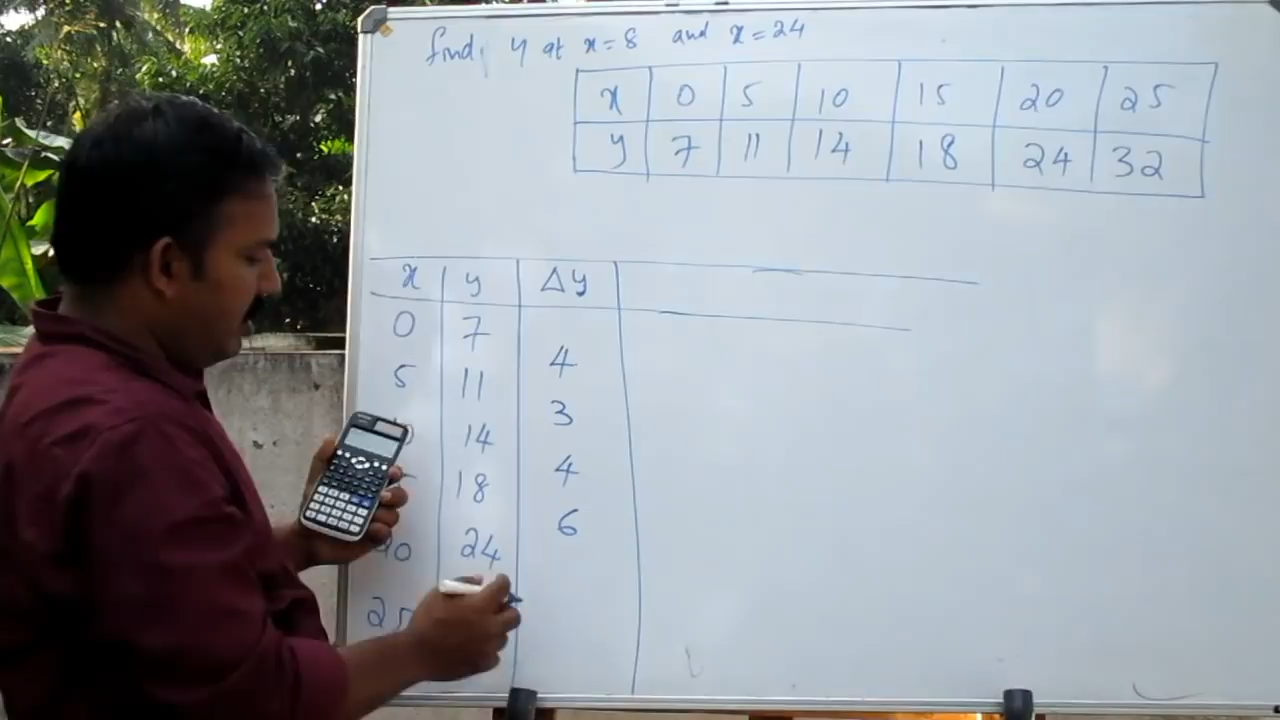 find y at x=8 and x=24
x 0 5 10 15 20 25
y 7 11 14 18 24 32
x y Δy
0 7
4
5 11
3
14
4
18
6
24
25